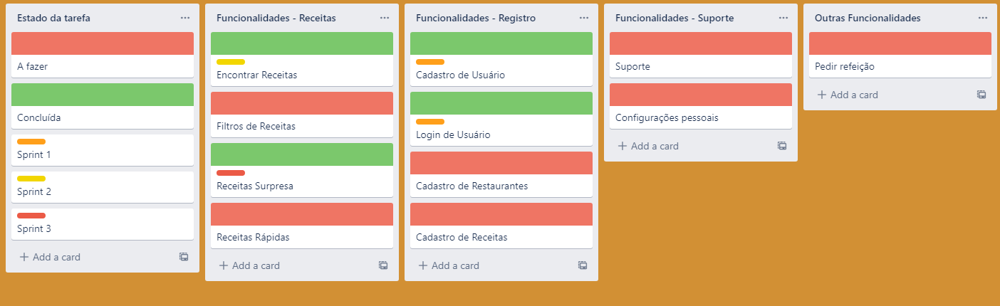 Estado da tarefa
A fazer
Concluída
Sprint 1
Sprint 2
Sprint 3
Add a card
Funcionalidades - Receitas
Encontrar Receitas
Filtros de Receitas
Receitas Surpresa
Receitas Rápidas
Add a card
Funcionalidades - Registro
Cadastro de Usuário
Login de Usuário
Cadastro de Restaurantes
Cadastro de Receitas
Add a card
Funcionalidades - Suporte
Suporte
Configurações pessoais
Add a card
Outras Funcionalidades
Pedir refeição
Add a card